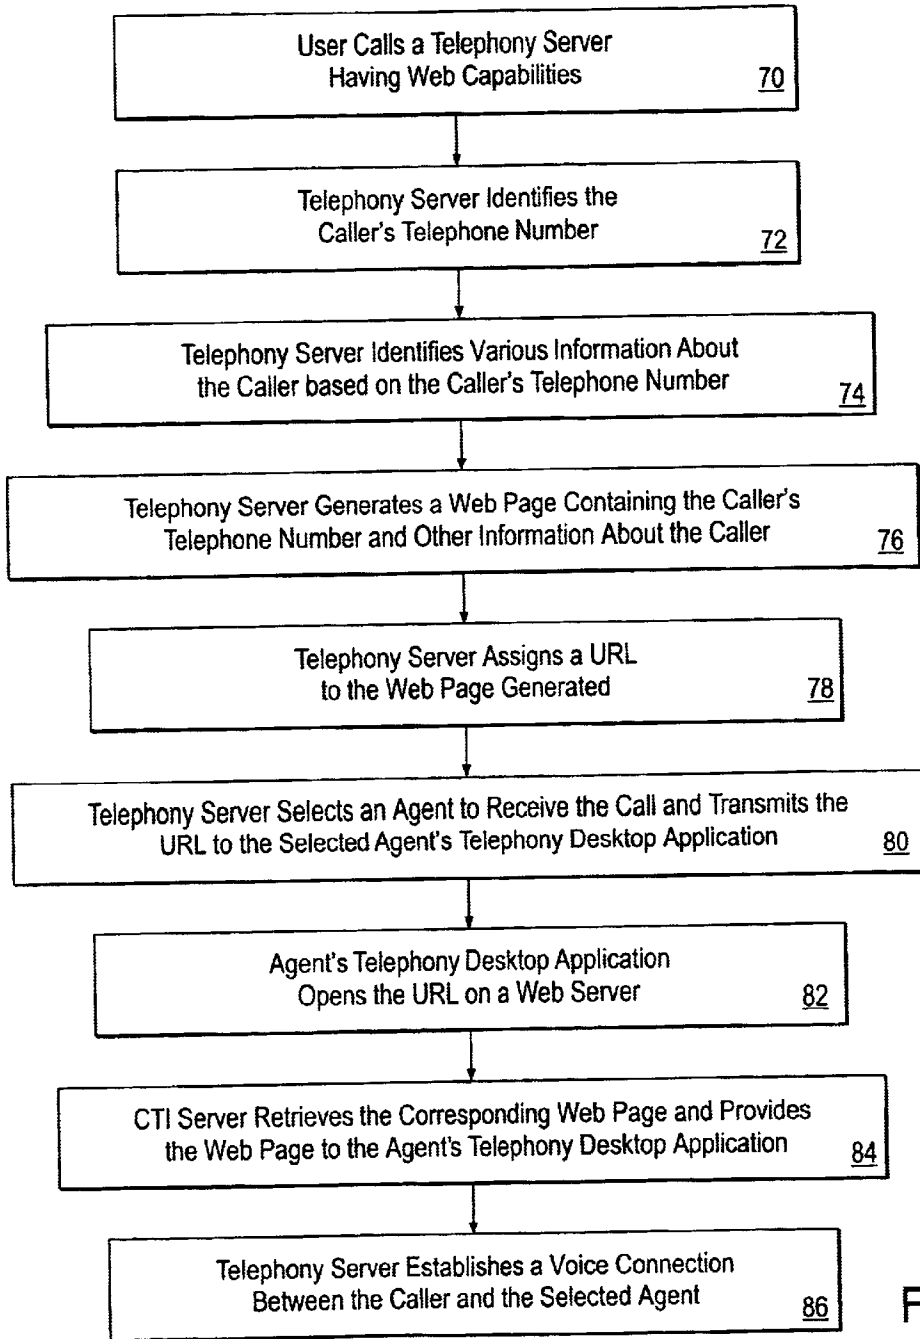 User Calls a Telephony Server
Having Web Capabilities
70
Telephony Server Identifies the
Caller's Telephone Number
72
Telephony Server Identifies Various Information About
the Caller based on the Caller's Telephone Number
74
Telephony Server Generates a Web Page Containing the Caller's
Telephone Number and Other Information About the Caller
76
Telephony Server Assigns a URL
to the Web Page Generated
78
Telephony Server Selects an Agent to Receive the Call and Transmits the
URL to the Selected Agent's Telephony Desktop Application
80
Agent's Telephony Desktop Application
Opens the URL on a Web Server
82
CTI Server Retrieves the Corresponding Web Page and Provides
the Web Page to the Agent's Telephony Desktop Application
84
Telephony Server Establishes a Voice Connection
Between the Caller and the Selected Agent
86
F